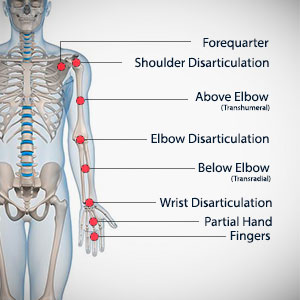 Forequarter
Shoulder Disarticulation
Above Elbow
(Transhumeral)
Elbow Disarticulation
Below Elbow
(Transradial)
Wrist Disarticulation
Partial Hand
Fingers